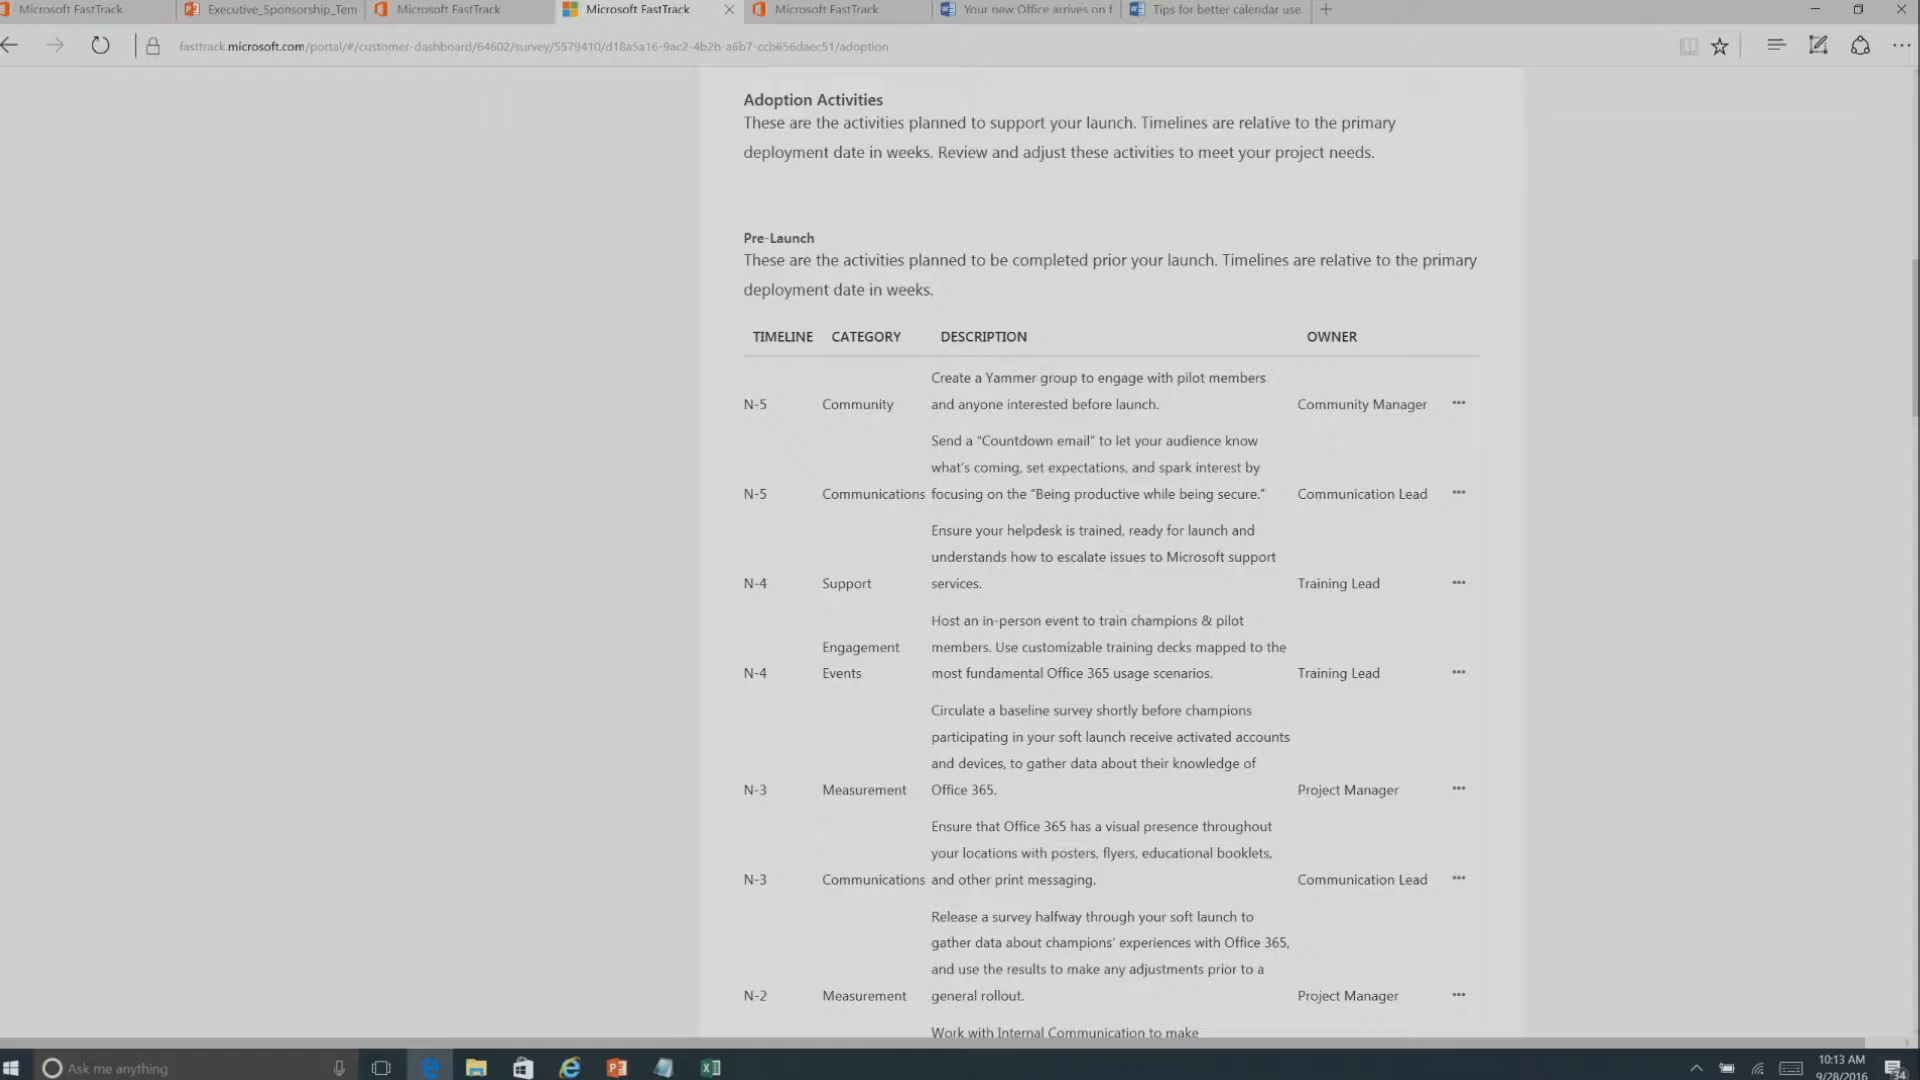 Microsoft FastTrack
Executive_Sponsorship_Tem
Microsoft FastTrack
Microsoft FastTrack
Microsoft FastTrack
Your new Office arrives on f
Tips for better calendar use.
fasttrack.microsoft.com/portal/#/customer-dashboard/64602/survey/5579410/d18a5a16-9ac2-4b2b-a6b7-ccb656daec51/adoption
Adoption Activities
These are the activities planned to support your launch. Timelines are relative to the primary
deployment date in weeks. Review and adjust these activities to meet your project needs.
Pre-Launch
These are the activities planned to be completed prior your launch. Timelines are relative to the primary
deployment date in weeks.
TIMELINE CATEGORY DESCRIPTION OWNER
Create a Yammer group to engage with pilot members
N-5 Community and anyone interested before launch. Community Manager ...
Send a “Countdown email” to let your audience know
what's coming, set expectations, and spark interest by
N-5 Communications focusing on the “Being productive while being secure.” Communication Lead ...
Ensure your helpdesk is trained, ready for launch and
understands how to escalate issues to Microsoft support
N-4 Support services. Training Lead ...
Host an in-person event to train champions & pilot
Engagement members. Use customizable training decks mapped to the
N-4 Events most fundamental Office 365 usage scenarios. Training Lead ...
Circulate a baseline survey shortly before champions
participating in your soft launch receive activated accounts
and devices, to gather data about their knowledge of
N-3 Measurement Office 365. Project Manager ...
Ensure that Office 365 has a visual presence throughout
your locations with posters, flyers, educational booklets,
N-3 Communications and other print messaging. Communication Lead ...
Release a survey halfway through your soft launch to
gather data about champions' experiences with Office 365,
and use the results to make any adjustments prior to a
N-2 Measurement general rollout. Project Manager ...
Work with Internal Communication to make
Ask me anything
10:13 AM
9/28/2016
34